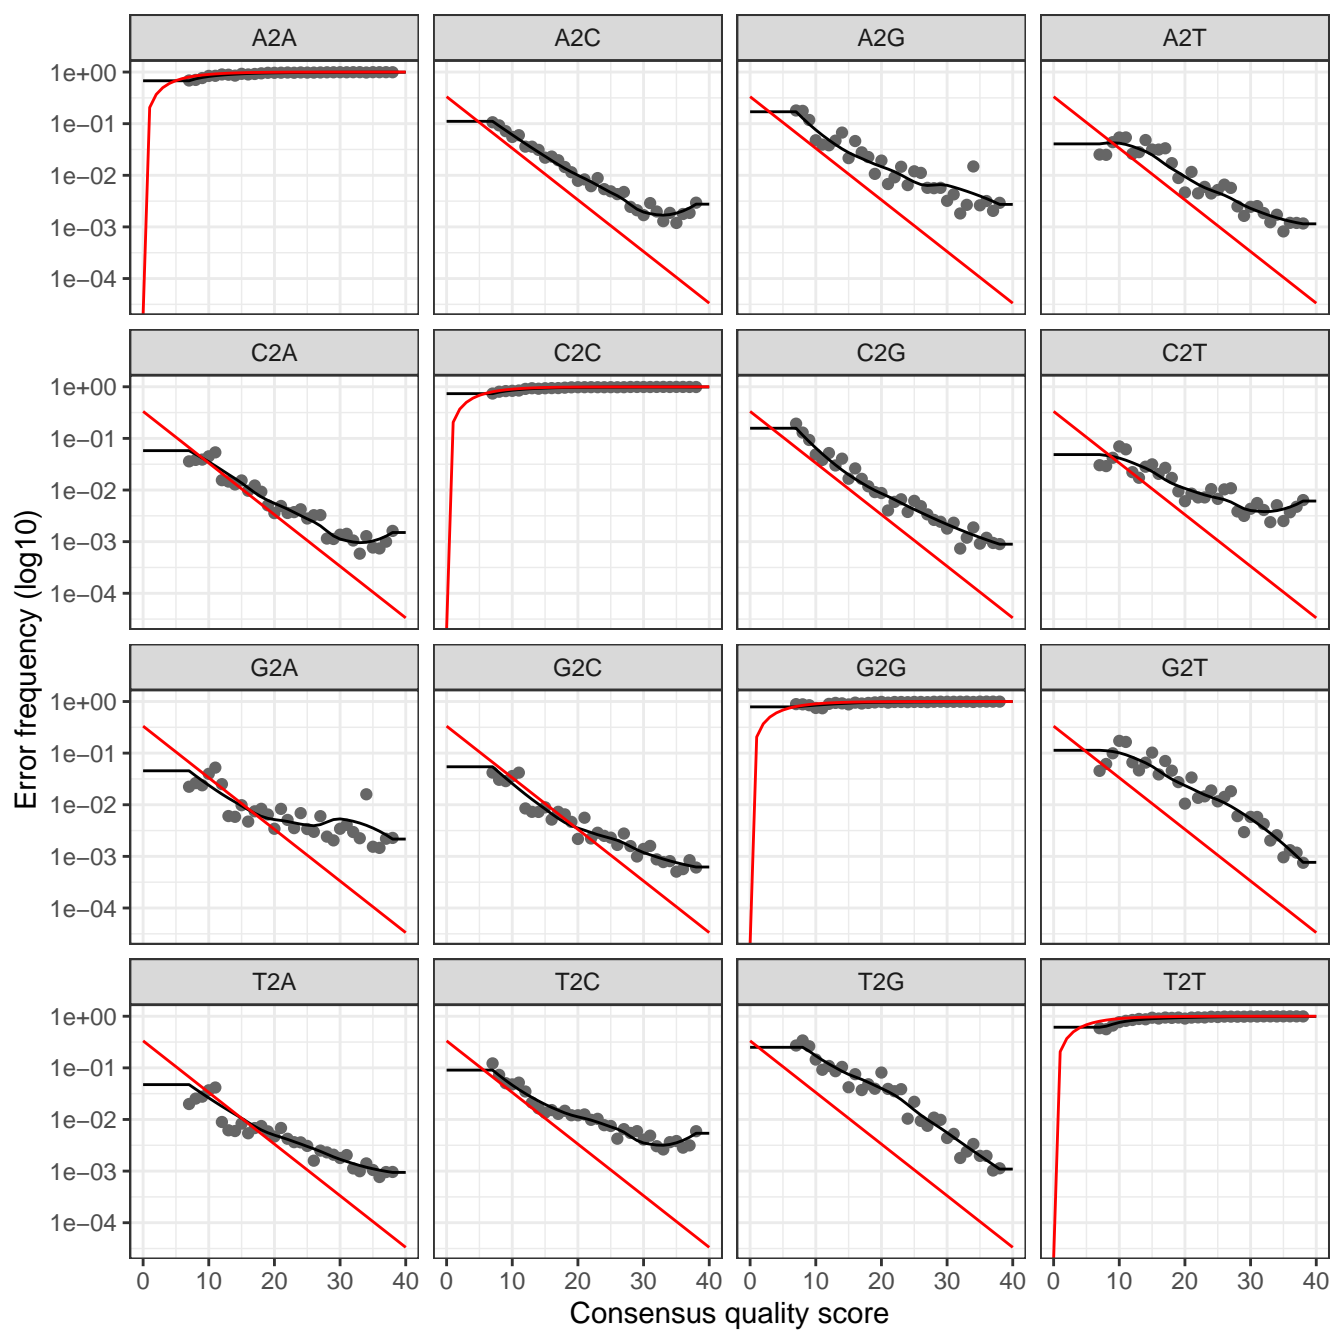 A2A A2C A2G A2T
1e+00
1e−01
1e−02
1e−03
1e−04
C2A C2C C2G C2T
1e+00
1e−01
1e−02
1e−03
1e−04
G2A G2C G2G G2T
1e+00
1e−01
1e−02
1e−03
1e−04
T2A T2C T2G T2T
1e+00
1e−01
1e−02
1e−03
1e−04
0 10 20 30 40 0 10 20 30 40 0 10 20 30 40 0 10 20 30 40
Consensus quality score
Error frequency (log10)